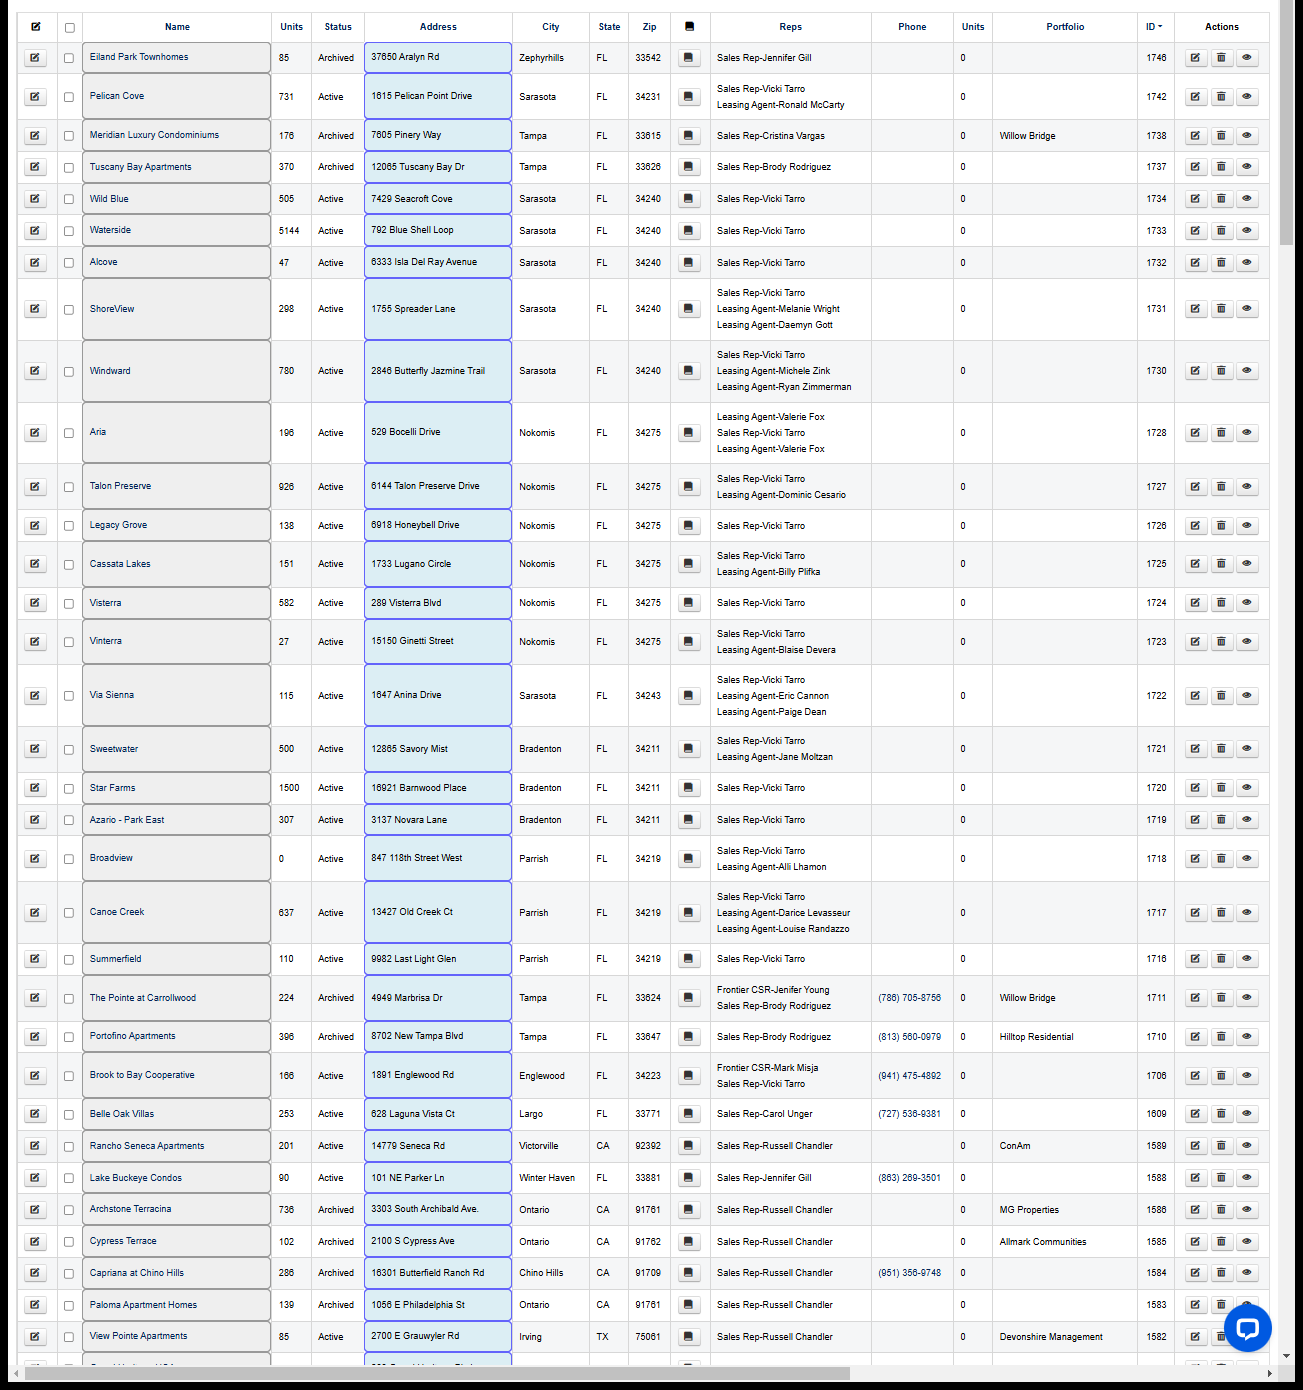 Name Units Status Address City State Zip Reps Phone Units Portfolio ID Actions
Eiland Park Townhomes 85 Archived 37650 Aralyn Rd Zephyrhills FL 33542 Sales Rep-Jennifer Gill 0 1746
Pelican Cove 731 Active 1615 Pelican Point Drive Sarasota FL 34231 Sales Rep-Vicki Tarro 0 1742
Leasing Agent-Ronald McCarty
Meridian Luxury Condominiums 176 Archived 7605 Pinery Way Tampa FL 33615 Sales Rep-Cristina Vargas 0 Willow Bridge 1738
Tuscany Bay Apartments 370 Archived 12065 Tuscany Bay Dr Tampa FL 33626 Sales Rep-Brody Rodriguez 0 1737
Wild Blue 505 Active 7429 Seacroft Cove Sarasota FL 34240 Sales Rep-Vicki Tarro 0 1734
Waterside 5144 Active 792 Blue Shell Loop Sarasota FL 34240 Sales Rep-Vicki Tarro 0 1733
Alcove 47 Active 6333 Isla Del Ray Avenue Sarasota FL 34240 Sales Rep-Vicki Tarro 0 1732
Sales Rep-Vicki Tarro
ShoreView 298 Active 1755 Spreader Lane Sarasota FL 34240 Leasing Agent-Melanie Wright 0 1731
Leasing Agent-Daemyn Gott
Sales Rep-Vicki Tarro
Windward 780 Active 2846 Butterfly Jazmine Trail Sarasota FL 34240 Leasing Agent-Michele Zink 0 1730
Leasing Agent-Ryan Zimmerman
Leasing Agent-Valerie Fox
Aria 196 Active 529 Bocelli Drive Nokomis FL 34275 Sales Rep-Vicki Tarro 0 1728
Leasing Agent-Valerie Fox
Talon Preserve 926 Active 6144 Talon Preserve Drive Nokomis FL 34275 Sales Rep-Vicki Tarro 0 1727
Leasing Agent-Dominic Cesario
Legacy Grove 138 Active 6918 Honeybell Drive Nokomis FL 34275 Sales Rep-Vicki Tarro 0 1726
Cassata Lakes 151 Active 1733 Lugano Circle Nokomis FL 34275 Sales Rep-Vicki Tarro 0 1725
Leasing Agent-Billy Plifka
Visterra 582 Active 289 Visterra Blvd Nokomis FL 34275 Sales Rep-Vicki Tarro 0 1724
Vinterra 27 Active 15150 Ginetti Street Nokomis FL 34275 Sales Rep-Vicki Tarro 0 1723
Leasing Agent-Blaise Devera
Sales Rep-Vicki Tarro
Via Sienna 115 Active 1647 Anina Drive Sarasota FL 34243 Leasing Agent-Eric Cannon 0 1722
Leasing Agent-Paige Dean
Sweetwater 500 Active 12865 Savory Mist Bradenton FL 34211 Sales Rep-Vicki Tarro 0 1721
Leasing Agent-Jane Moltzan
Star Farms 1500 Active 16921 Barnwood Place Bradenton FL 34211 Sales Rep-Vicki Tarro 0 1720
Azario - Park East 307 Active 3137 Novara Lane Bradenton FL 34211 Sales Rep-Vicki Tarro 0 1719
Broadview 0 Active 847 118th Street West Parrish FL 34219 Sales Rep-Vicki Tarro 0 1718
Leasing Agent-Alli Lhamon
Sales Rep-Vicki Tarro
Canoe Creek 637 Active 13427 Old Creek Ct Parrish FL 34219 Leasing Agent-Darice Levasseur 0 1717
Leasing Agent-Louise Randazzo
Summerfield 110 Active 9982 Last Light Glen Parrish FL 34219 Sales Rep-Vicki Tarro 0 1716
The Pointe at Carrollwood 224 Archived 4949 Marbrisa Dr Tampa FL 33624 Frontier CSR-Jenifer Young (786) 705-8756 0 Willow Bridge 1711
Sales Rep-Brody Rodriguez
Portofino Apartments 396 Archived 8702 New Tampa Blvd Tampa FL 33647 Sales Rep-Brody Rodriguez (813) 560-0979 0 Hilltop Residential 1710
Brook to Bay Cooperative 166 Active 1891 Englewood Rd Englewood FL 34223 Frontier CSR-Mark Misja (941) 475-4892 0 1706
Sales Rep-Vicki Tarro
Belle Oak Villas 253 Active 628 Laguna Vista Ct Largo FL 33771 Sales Rep-Carol Unger (727) 536-9381 0 1609
Rancho Seneca Apartments 201 Active 14779 Seneca Rd Victorville CA 92392 Sales Rep-Russell Chandler 0 ConAm 1589
Lake Buckeye Condos 90 Active 101 NE Parker Ln Winter Haven FL 33881 Sales Rep-Jennifer Gill (863) 269-3501 0 1588
Archstone Terracina 736 Archived 3303 South Archibald Ave. Ontario CA 91761 Sales Rep-Russell Chandler 0 MG Properties 1586
Cypress Terrace 102 Archived 2100 S Cypress Ave Ontario CA 91762 Sales Rep-Russell Chandler 0 Allmark Communities 1585
Capriana at Chino Hills 286 Archived 16301 Butterfield Ranch Rd Chino Hills CA 91709 Sales Rep-Russell Chandler (951) 356-9748 0 1584
Paloma Apartment Homes 139 Archived 1056 E Philadelphia St Ontario CA 91761 Sales Rep-Russell Chandler 0 1583
View Pointe Apartments 85 Active 2700 E Grauwyler Rd Irving TX 75061 Sales Rep-Russell Chandler 0 Devonshire Management 1582